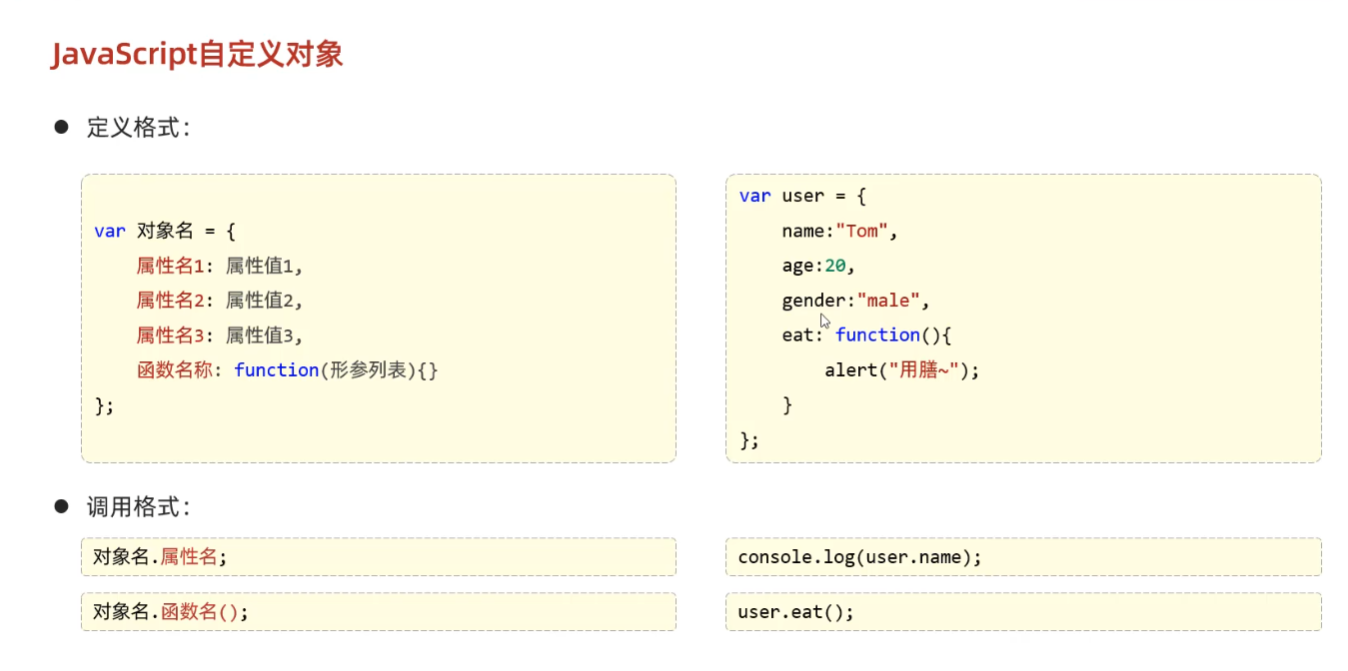 JavaScript自定义对象
● 定义格式：
var 对象名 = {
    属性名1: 属性值1,
    属性名2: 属性值2,
    属性名3: 属性值3,
    函数名称: function(形参列表){}
};
var user = {
    name:"Tom",
    age:20,
    gender:"male",
    eat: function(){
        alert("用膳~");
    }
};
● 调用格式：
对象名.属性名;
console.log(user.name);
对象名.函数名();
user.eat();